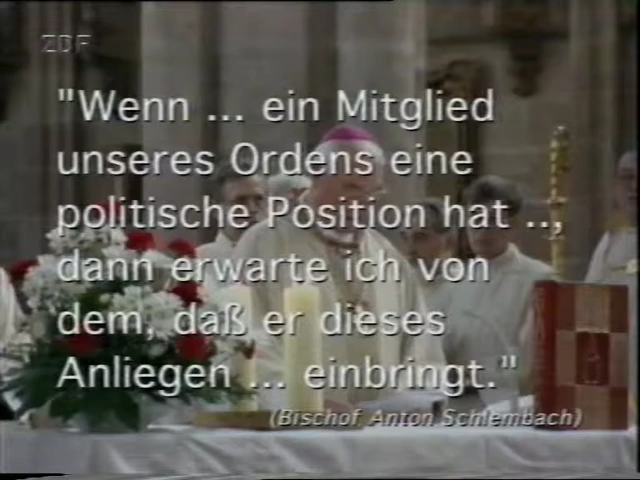 ZDF
"Wenn ... ein Mitglied
unseres Ordens eine
politische Position hat ..,
dann erwarte ich von
dem, daß er dieses
Anliegen ... einbringt."
(Bischof Anton Schlembach)